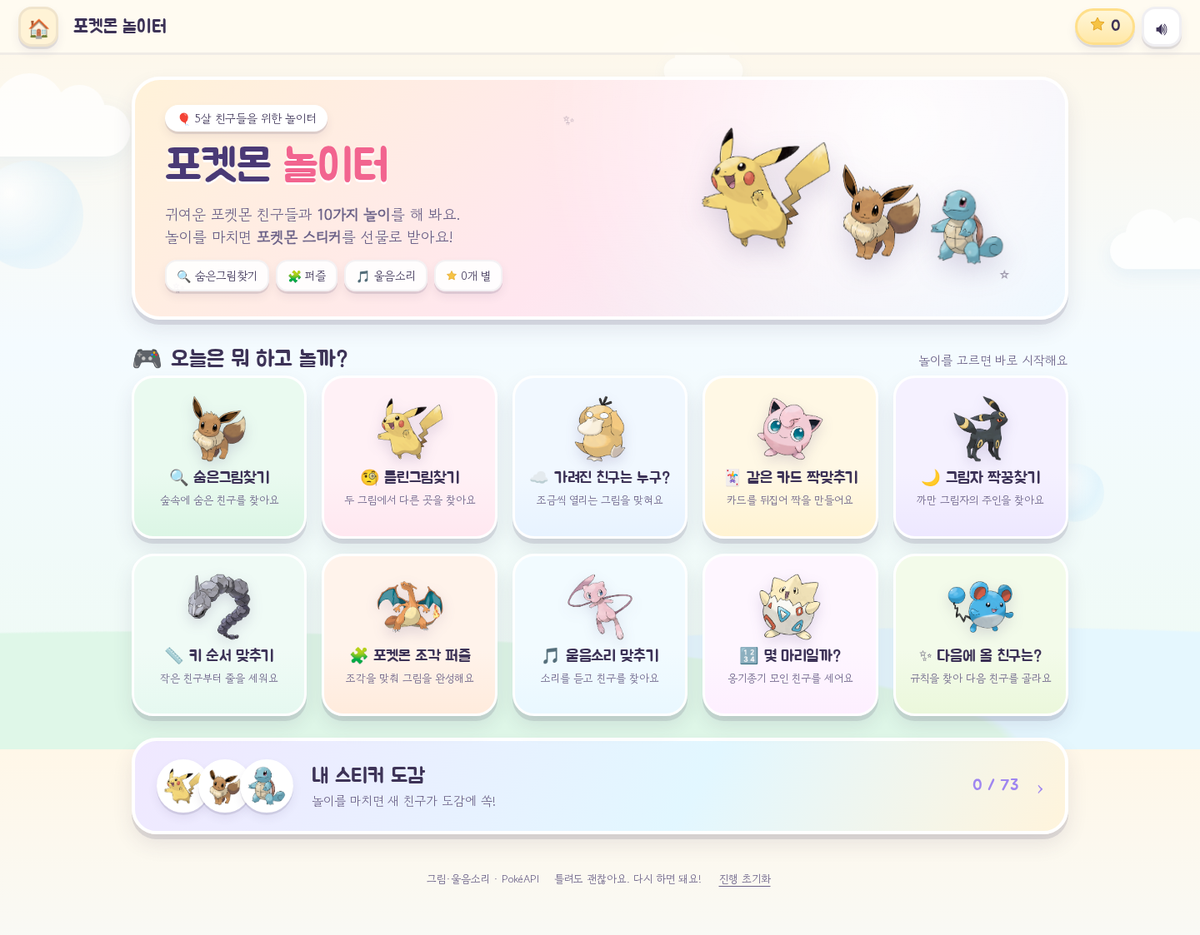 포켓몬 놀이터
0
5살 친구들을 위한 놀이터
포켓몬 놀이터
귀여운 포켓몬 친구들과 10가지 놀이를 해 봐요.
놀이를 마치면 포켓몬 스티커를 선물로 받아요!
숨은그림찾기
퍼즐
울음소리
0개 별
오늘은 뭐 하고 놀까?
놀이를 고르면 바로 시작해요
숨은그림찾기
숲속에 숨은 친구를 찾아요
틀린그림찾기
두 그림에서 다른 곳을 찾아요
가려진 친구는 누구?
조금씩 열리는 그림을 맞혀요
같은 카드 짝맞추기
카드를 뒤집어 짝을 만들어요
그림자 짝꿍찾기
까만 그림자의 주인을 찾아요
키 순서 맞추기
작은 친구부터 줄을 세워요
포켓몬 조각 퍼즐
조각을 맞춰 그림을 완성해요
울음소리 맞추기
소리를 듣고 친구를 찾아요
몇 마리일까?
옹기종기 모인 친구를 세어요
다음에 올 친구는?
규칙을 찾아 다음 친구를 골라요
내 스티커 도감
놀이를 마치면 새 친구가 도감에 쏙!
0 / 73
그림·울음소리 · PokéAPI
틀려도 괜찮아요. 다시 하면 돼요!
진행 초기화